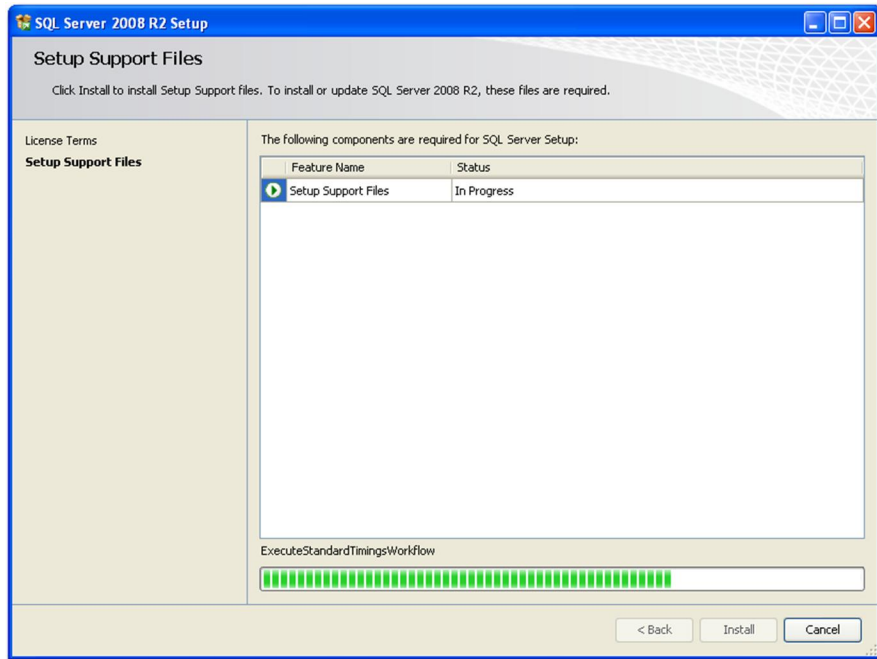 SQL Server 2008 R2 Setup
Setup Support Files
Click Install to install Setup Support files. To install or update SQL Server 2008 R2, these files are required.
License Terms
Setup Support Files
The following components are required for SQL Server Setup:
Feature Name Status
Setup Support Files In Progress
ExecuteStandardTimingsWorkflow
< Back Install Cancel